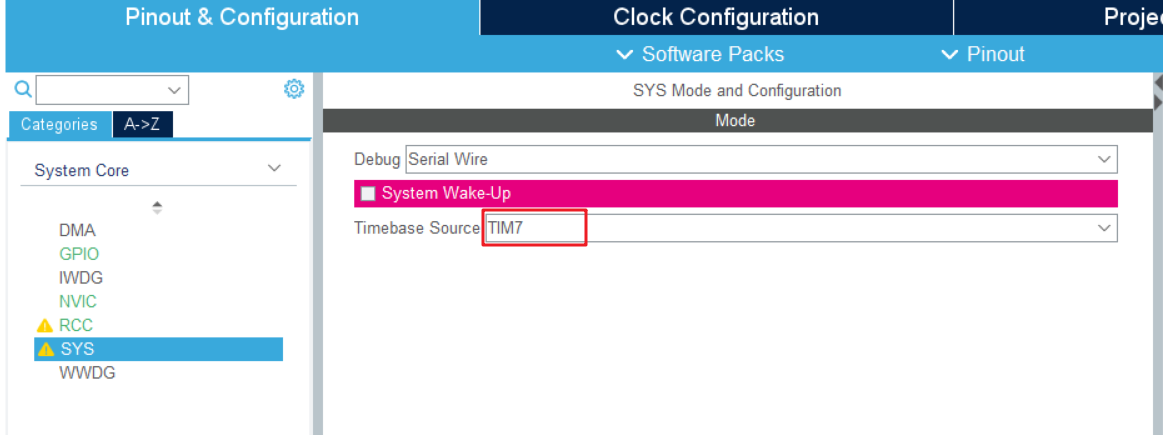 Pinout & Configuration
Clock Configuration
Proje
Software Packs
Pinout
Categories
A->Z
System Core
DMA
GPIO
IWDG
NVIC
RCC
SYS
WWDG
SYS Mode and Configuration
Mode
Debug Serial Wire
System Wake-Up
Timebase Source TIM7